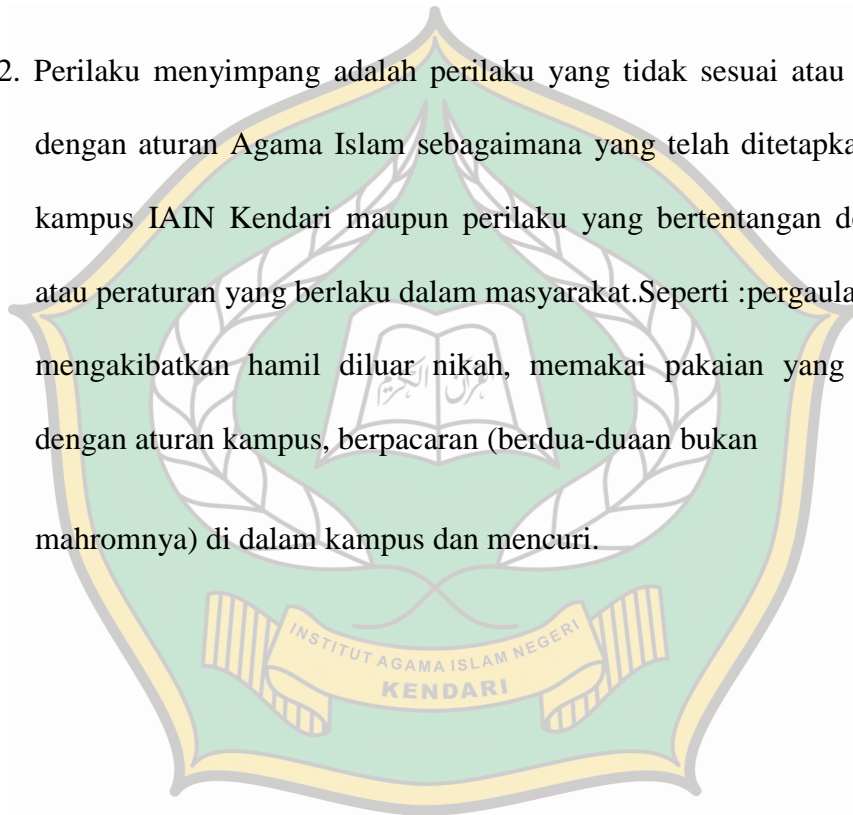 2. Perilaku menyimpang adalah perilaku yang tidak sesuai atau
dengan aturan Agama Islam sebagaimana yang telah ditetapka
kampus IAIN Kendari maupun perilaku yang bertentangan de
atau peraturan yang berlaku dalam masyarakat.Seperti :pergaula
mengakibatkan hamil diluar nikah, memakai pakaian yang
القرآن الكريم
dengan aturan kampus, berpacaran (berdua-duaan bukan
mahromnya) di dalam kampus dan mencuri.
INSTITUT AGAMA ISLAM NEGERI
KENDARI